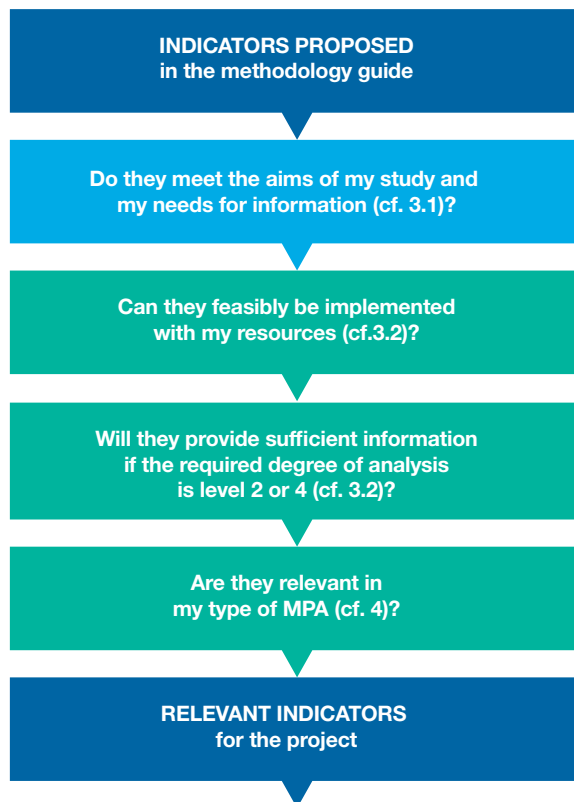 INDICATORS PROPOSED
in the methodology guide
Do they meet the aims of my study and
my needs for information (cf. 3.1)?
Can they feasibly be implemented
with my resources (cf.3.2)?
Will they provide sufficient information
if the required degree of analysis
is level 2 or 4 (cf. 3.2)?
Are they relevant in
my type of MPA (cf. 4)?
RELEVANT INDICATORS
for the project